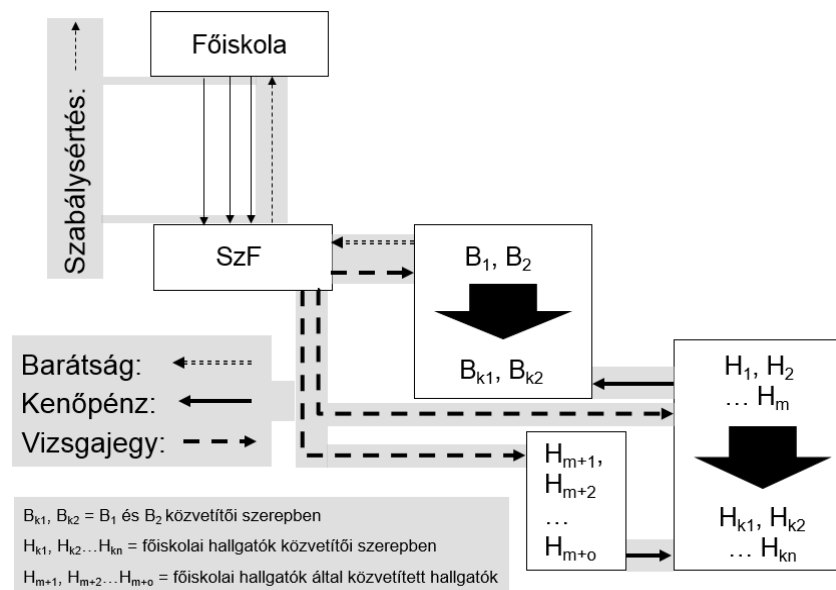 Főiskola
Szabálysértés:
SzF
B1, B2
Bk1, Bk2
H1, H2
… Hm
Hk1, Hk2
… Hkn
Hm+1,
Hm+2
…
Hm+o
Barátság:
Kenőpénz:
Vizsgajegy:
Bk1, Bk2 = B1 és B2 közvetítői szerepben
Hk1, Hk2…Hkn = főiskolai hallgatók közvetítői szerepben
Hm+1, Hm+2…Hm+o = főiskolai hallgatók által közvetített hallgatók